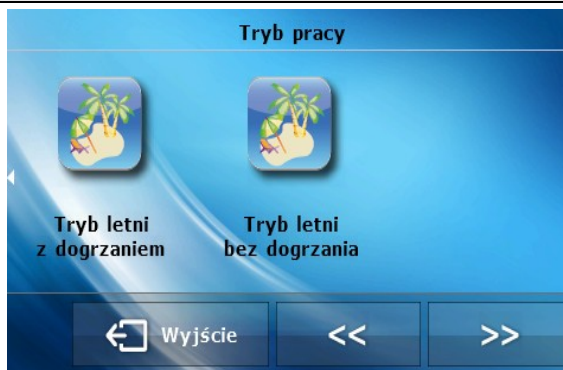 Tryb pracy
Tryb letni
z dogrzaniem
Tryb letni
bez dogrzania
Wyjście
<<
>>